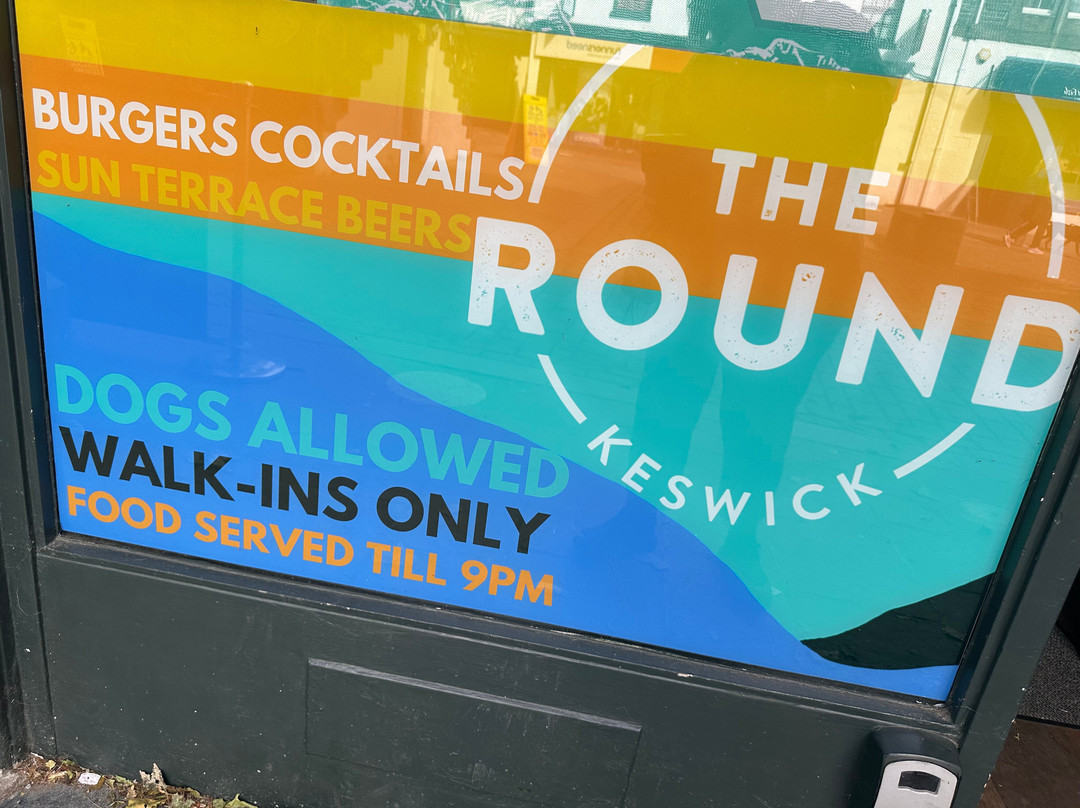 BURGERS COCKTAILS
SUN TERRACE BEERS
THE
ROUND
KESWICK
DOGS ALLOWED
WALK-INS ONLY
FOOD SERVED TILL 9PM